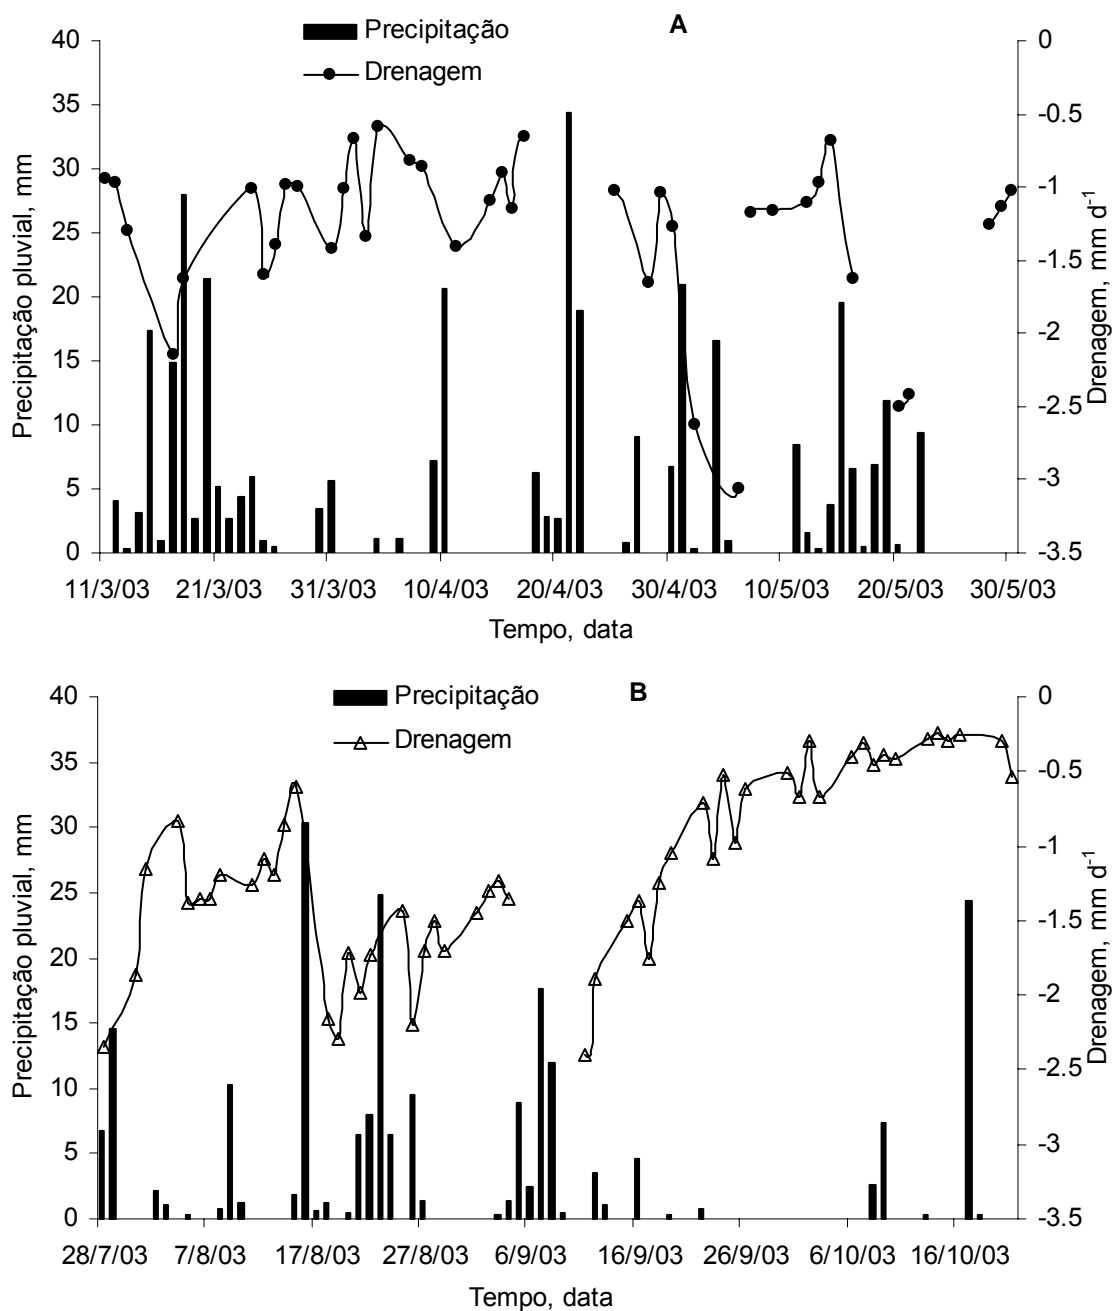 Precipitação
Drenagem
A
40
35
30
25
20
15
10
5
0
Precipitação pluvial, mm
0
-0.5
-1
-1.5
-2
-2.5
-3
-3.5
Drenagem, mm d-1
11/3/03 21/3/03 31/3/03 10/4/03 20/4/03 30/4/03 10/5/03 20/5/03 30/5/03
Tempo, data
Precipitação
Drenagem
B
40
35
30
25
20
15
10
5
0
Precipitação pluvial, mm
0
-0.5
-1
-1.5
-2
-2.5
-3
-3.5
Drenagem, mm d-1
28/7/03 7/8/03 17/8/03 27/8/03 6/9/03 16/9/03 26/9/03 6/10/03 16/10/03
Tempo, data